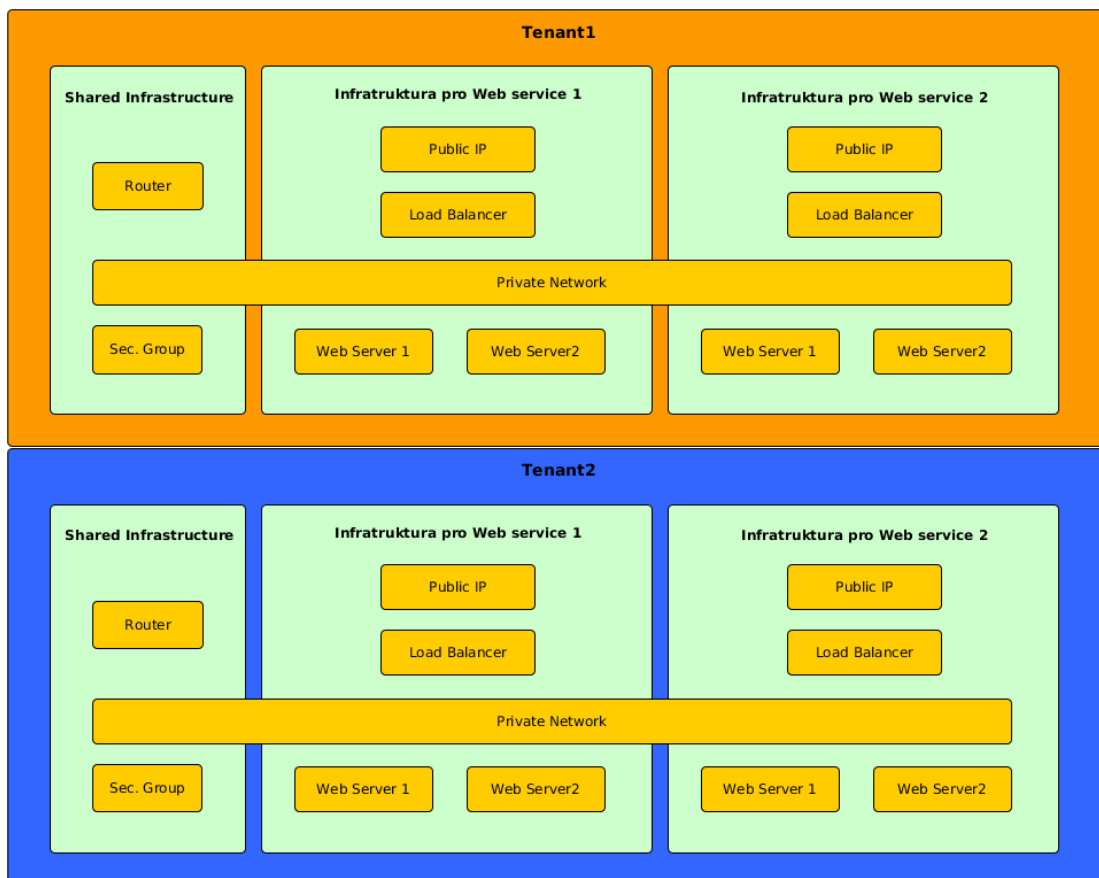 Tenant1
Shared Infrastructure
Infratruktura pro Web service 1
Infratruktura pro Web service 2
Public IP
Public IP
Router
Load Balancer
Load Balancer
Private Network
Sec. Group
Web Server 1
Web Server2
Web Server 1
Web Server2
Tenant2
Shared Infrastructure
Infratruktura pro Web service 1
Infratruktura pro Web service 2
Public IP
Public IP
Router
Load Balancer
Load Balancer
Private Network
Sec. Group
Web Server 1
Web Server2
Web Server 1
Web Server2